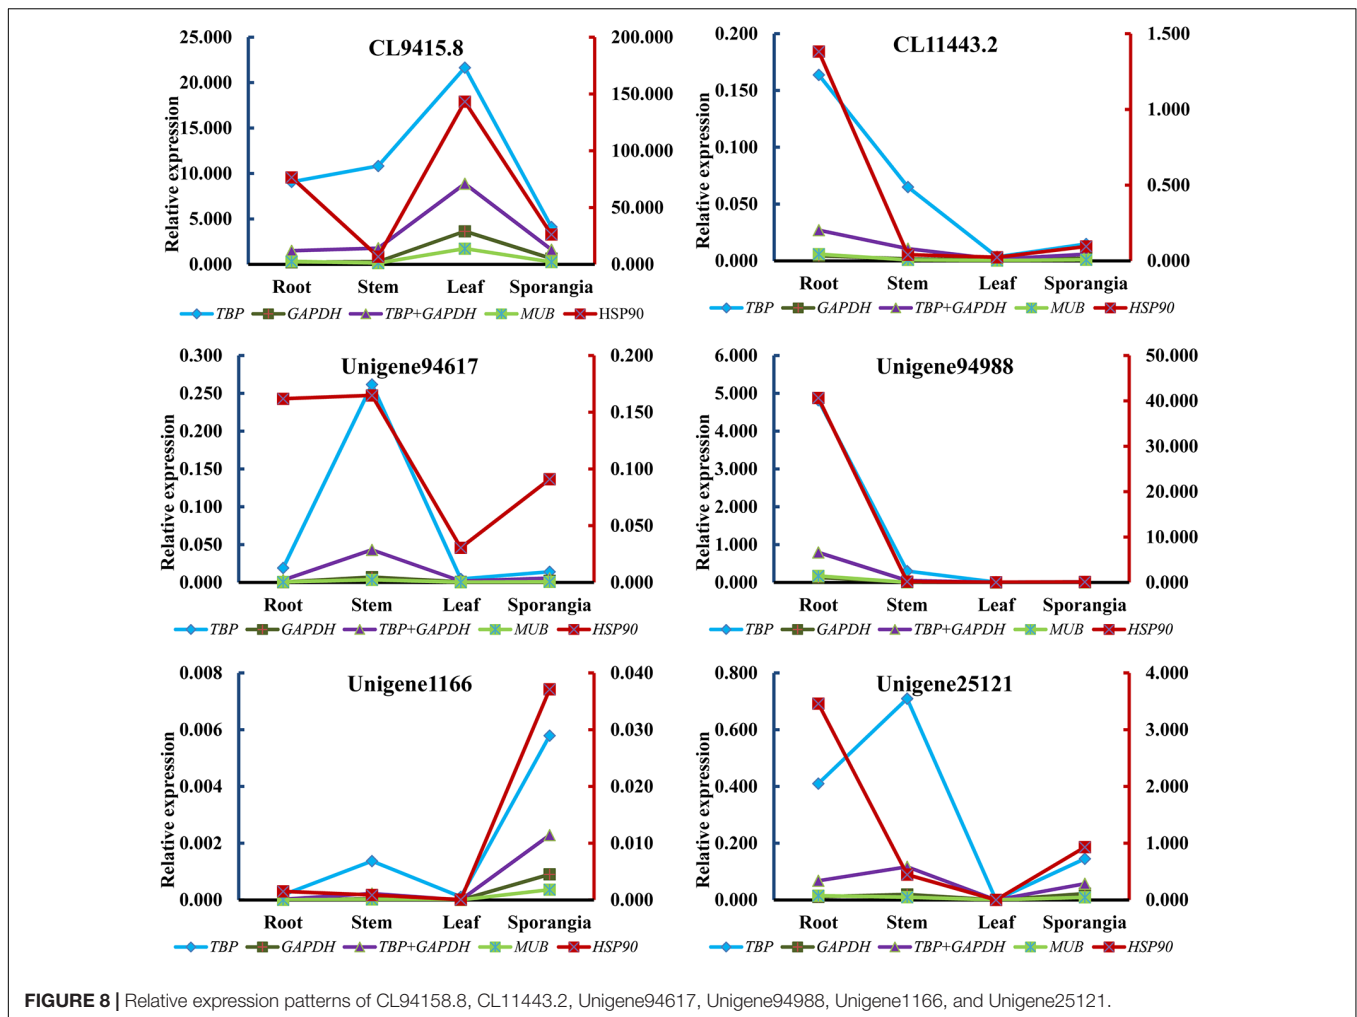 CL9415.8
25.000
20.000
15.000
10.000
5.000
0.000
200.000
150.000
100.000
50.000
0.000
Relative expression
Root Stem Leaf Sporangia
TBP GAPDH TBP+GAPDH MUB HSP90
CL11443.2
0.200
0.150
0.100
0.050
0.000
1.500
1.000
0.500
0.000
Relative expression
Root Stem Leaf Sporangia
TBP GAPDH TBP+GAPDH MUB HSP90
Unigene94617
0.300
0.250
0.200
0.150
0.100
0.050
0.000
0.200
0.150
0.100
0.050
0.000
Relative expression
Root Stem Leaf Sporangia
TBP GAPDH TBP+GAPDH MUB HSP90
Unigene94988
6.000
5.000
4.000
3.000
2.000
1.000
0.000
50.000
40.000
30.000
20.000
10.000
0.000
Relative expression
Root Stem Leaf Sporangia
TBP GAPDH TBP+GAPDH MUB HSP90
Unigene1166
0.008
0.006
0.004
0.002
0.000
0.040
0.030
0.020
0.010
0.000
Relative expression
Root Stem Leaf Sporangia
TBP GAPDH TBP+GAPDH MUB HSP90
Unigene25121
0.800
0.600
0.400
0.200
0.000
4.000
3.000
2.000
1.000
0.000
Relative expression
Root Stem Leaf Sporangia
TBP GAPDH TBP+GAPDH MUB HSP90
FIGURE 8 | Relative expression patterns of CL94158.8, CL11443.2, Unigene94617, Unigene94988, Unigene1166, and Unigene25121.